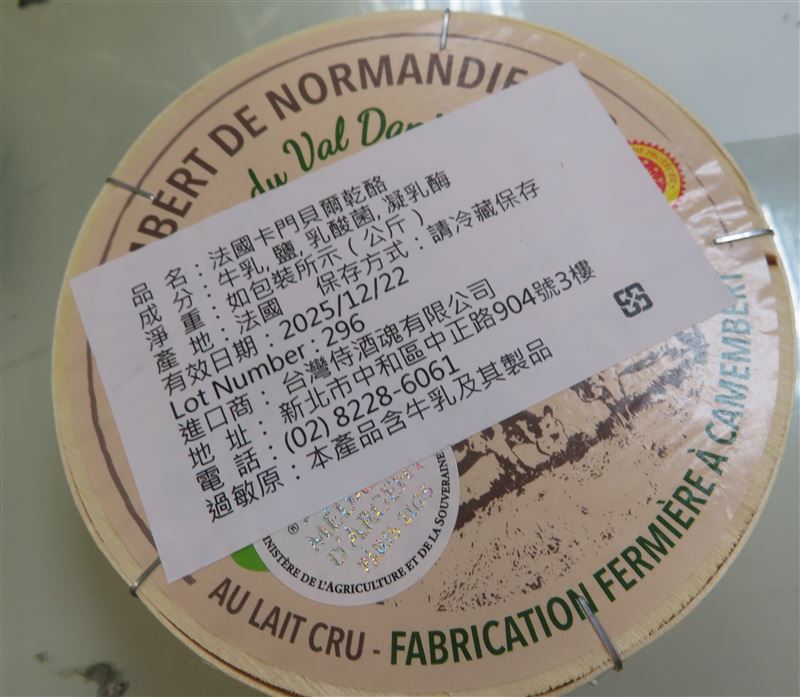 BERT DE NORMANDIE
du Val Dan
品 名：法國卡門貝爾乾酪
成 分：牛乳, 鹽, 乳酸菌, 凝乳酶
淨 重：如包裝所示 ( 公斤 )
產 地：法國 保存方式：請冷藏保存
有效日期：2025/12/22
Lot Number：296
進口商：台灣侍酒魂有限公司
地 址：新北市中和區中正路904號3樓
電 話：(02) 8228-6061
過敏原：本產品含牛乳及其製品
D'ARGENT
PARIS
MINISTÈRE DE L'AGRICULTURE ET DE LA SOUVERAINE
AU LAIT CRU - FABRICATION FERMIÈRE À CAMEMBERT